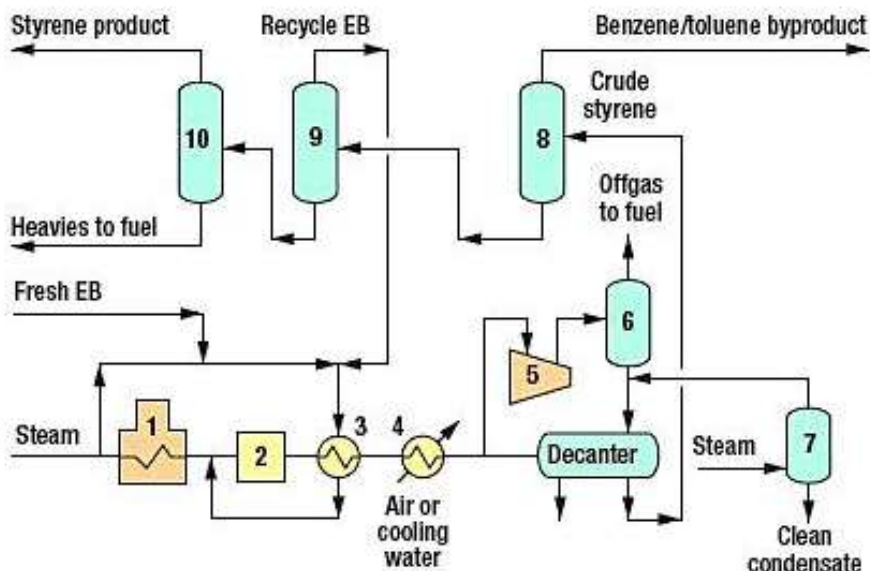 Styrene product
Recycle EB
Benzene/toluene byproduct
Crude
styrene
10
9
8
Offgas
to fuel
Heavies to fuel
Fresh EB
6
5
1
3
4
Steam
2
Decanter
Steam
7
Air or
cooling
water
Clean
condensate